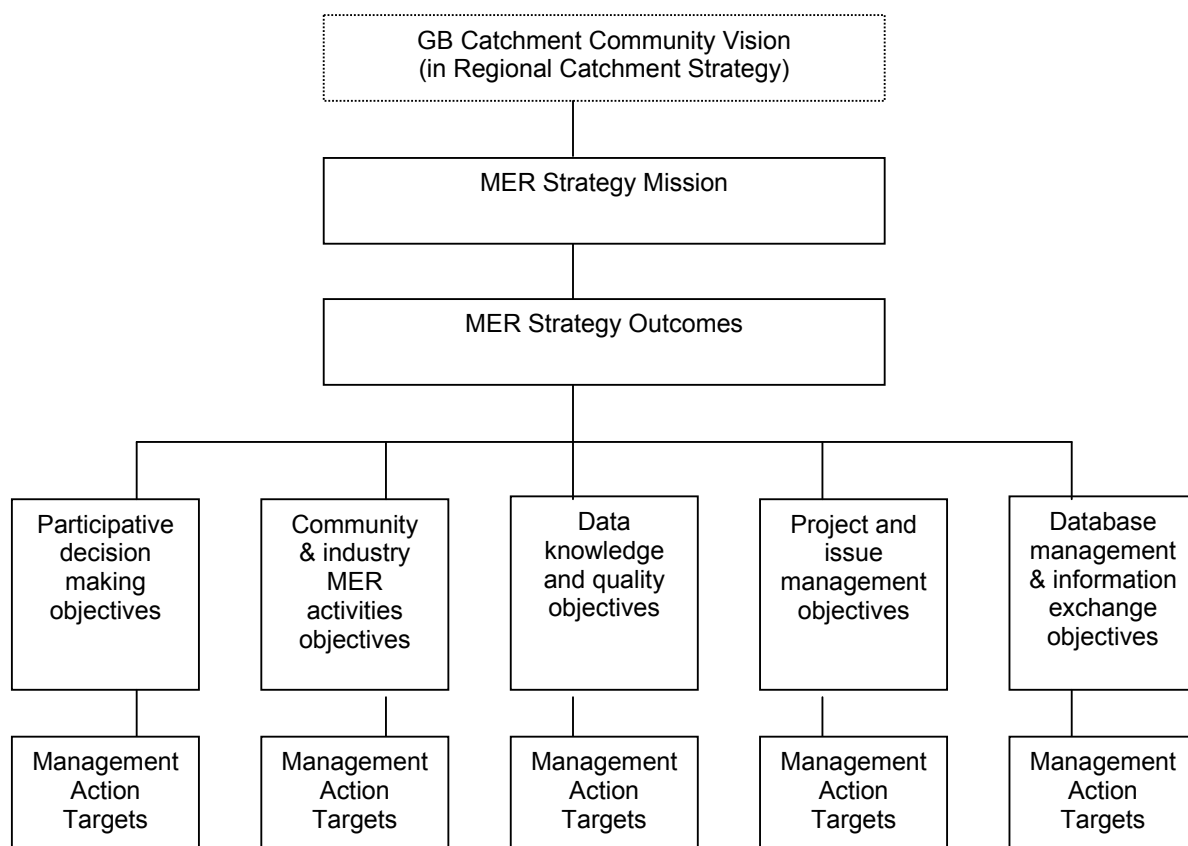 GB Catchment Community Vision
(in Regional Catchment Strategy)
MER Strategy Mission
MER Strategy Outcomes
Participative
decision
making
objectives
Community
& industry
MER
activities
objectives
Data
knowledge
and quality
objectives
Project and
issue
management
objectives
Database
management
& information
exchange
objectives
Management
Action
Targets
Management
Action
Targets
Management
Action
Targets
Management
Action
Targets
Management
Action
Targets